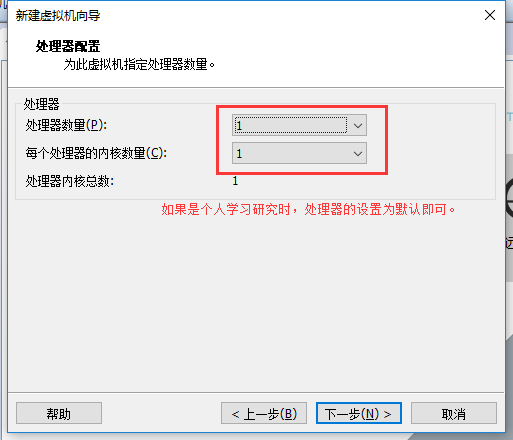 新建虚拟机向导
处理器配置
为此虚拟机指定处理器数量。
处理器
处理器数量(P):
1
每个处理器的内核数量(C):
1
处理器内核总数:
1
如果是个人学习研究时，处理器的设置为默认即可。
帮助
< 上一步(B)
下一步(N) >
取消
远